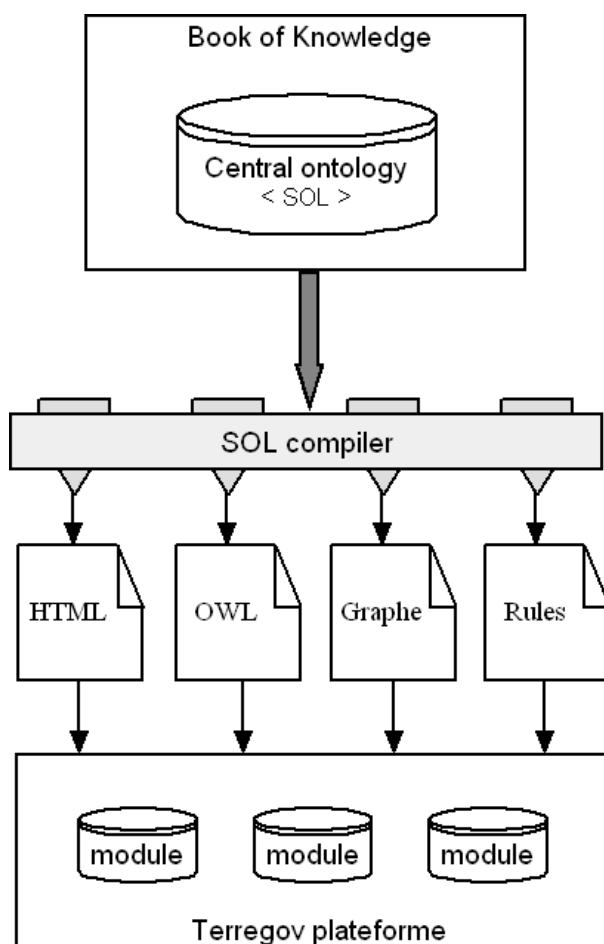 Book of Knowledge
Central ontology
< SOL >
SOL compiler
HTML
OWL
Graphe
Rules
module
module
module
Terregov plateforme